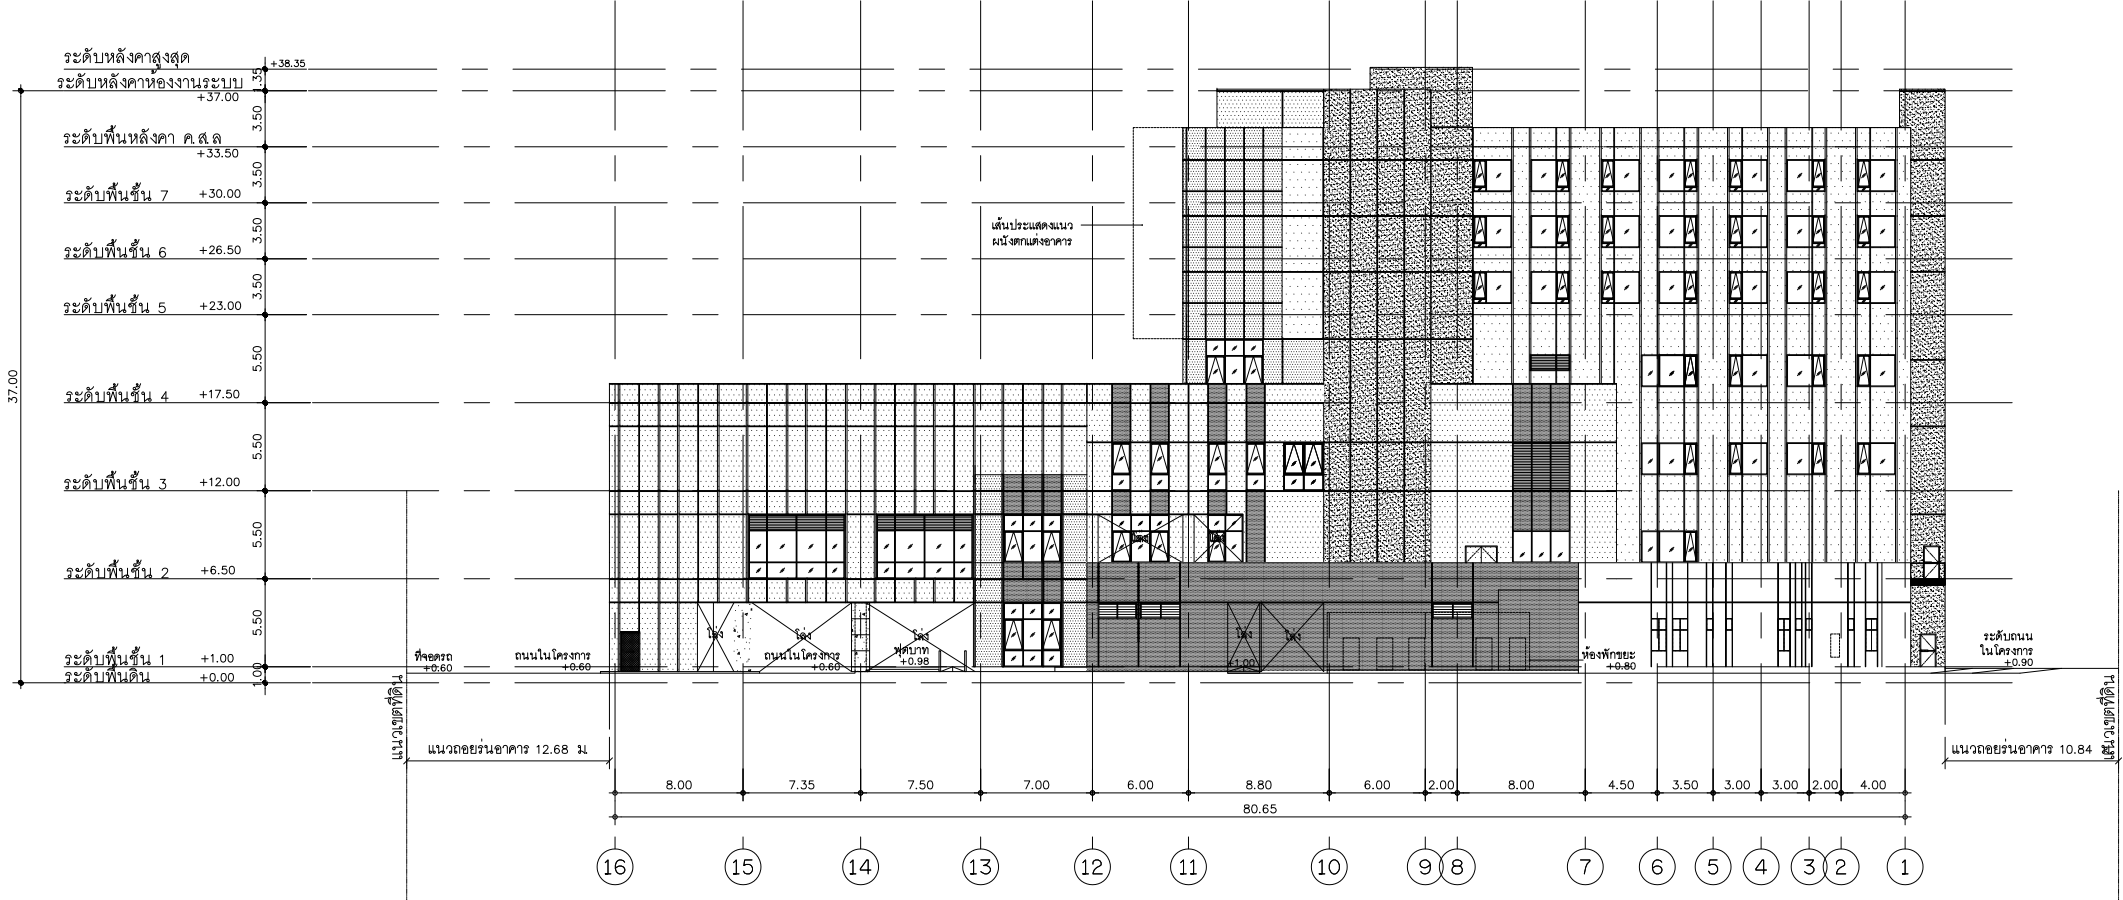 ระดับหลังคาสูงสุด
+38.35
ระดับหลังคาห้องงานระบบ
+37.00
1.35
3.50
ระดับพื้นหลังคา ค.ส.ล
+33.50
3.50
ระดับพื้นชั้น 7 +30.00
3.50
ระดับพื้นชั้น 6 +26.50
3.50
ระดับพื้นชั้น 5 +23.00
5.50
37.00
ระดับพื้นชั้น 4 +17.50
5.50
ระดับพื้นชั้น 3 +12.00
5.50
ระดับพื้นชั้น 2 +6.50
5.50
ระดับพื้นชั้น 1 +1.00
ระดับพื้นดิน +0.00
1.00
เส้นประแสดงแนว
ผนังตกแต่งอาคาร
โล่ง
โล่ง
โล่ง
โล่ง
โล่ง
โล่ง
โล่ง
ที่จอดรถ
+0.60
ถนนในโครงการ
+0.60
ถนนในโครงการ
+0.60
ฟุตบาท
+0.98
+1.00
ห้องพักขยะ
+0.80
ระดับถนน
ในโครงการ
+0.90
แนวเขตที่ดิน
แนวเขตที่ดิน
แนวถอยร่นอาคาร 12.68 ม.
แนวถอยร่นอาคาร 10.84 ม.
8.00 7.35 7.50 7.00 6.00 8.80 6.00 2.00 8.00 4.50 3.50 3.00 3.00 2.00 4.00
80.65
16 15 14 13 12 11 10 9 8 7 6 5 4 3 2 1